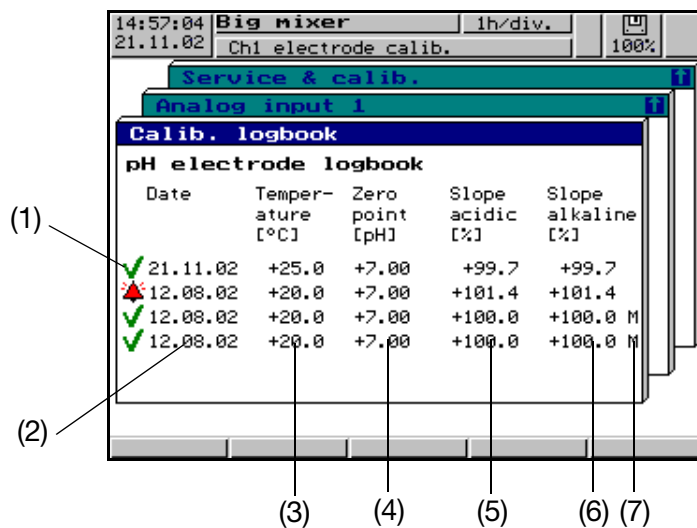 14:57:04 Big mixer 1h/div.
21.11.02 Ch1 electrode calib. 100%
Service & calib.
Analog input 1
Calib. logbook
pH electrode logbook
Date Temper- Zero Slope Slope
ature point acidic alkaline
[°C] [pH] [%] [%]
(1)
21.11.02 +25.0 +7.00 +99.7 +99.7
12.08.02 +20.0 +7.00 +101.4 +101.4
12.08.02 +20.0 +7.00 +100.0 +100.0 M
12.08.02 +20.0 +7.00 +100.0 +100.0 M
(2)
(3) (4) (5) (6) (7)